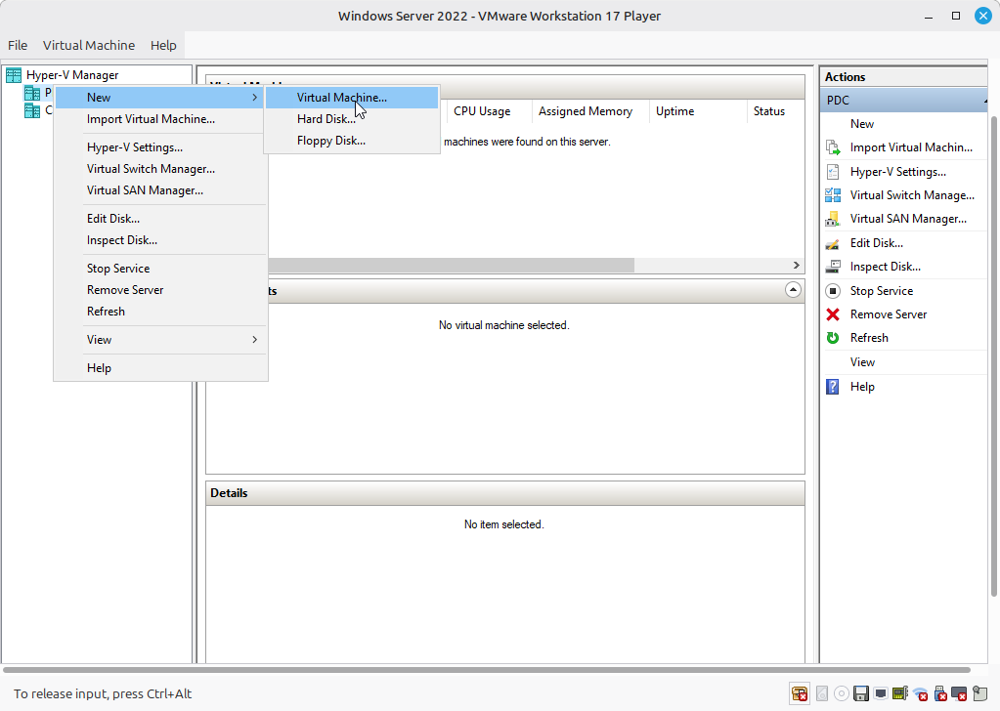 Windows Server 2022 - VMware Workstation 17 Player
File Virtual Machine Help
Hyper-V Manager
P
C
New
Import Virtual Machine...
Hyper-V Settings...
Virtual Switch Manager...
Virtual SAN Manager...
Edit Disk...
Inspect Disk...
Stop Service
Remove Server
Refresh
View
Help
Virtual Machine...
Hard Disk...
Floppy Disk...
CPU Usage Assigned Memory Uptime Status
machines were found on this server.
ts
No virtual machine selected.
Details
No item selected.
Actions
PDC
New
Import Virtual Machin...
Hyper-V Settings...
Virtual Switch Manage...
Virtual SAN Manager...
Edit Disk...
Inspect Disk...
Stop Service
Remove Server
Refresh
View
Help
To release input, press Ctrl+Alt